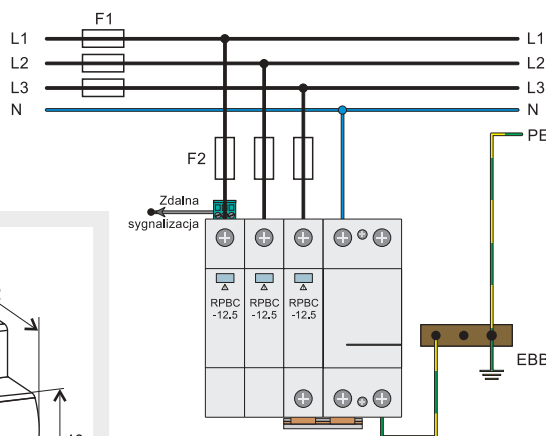 F1
L1 L1
L2 L2
L3 L3
N N
PE
F2
Zdalna
sygnalizacja
RPBC RPBC RPBC
-12.5 -12.5 -12.5